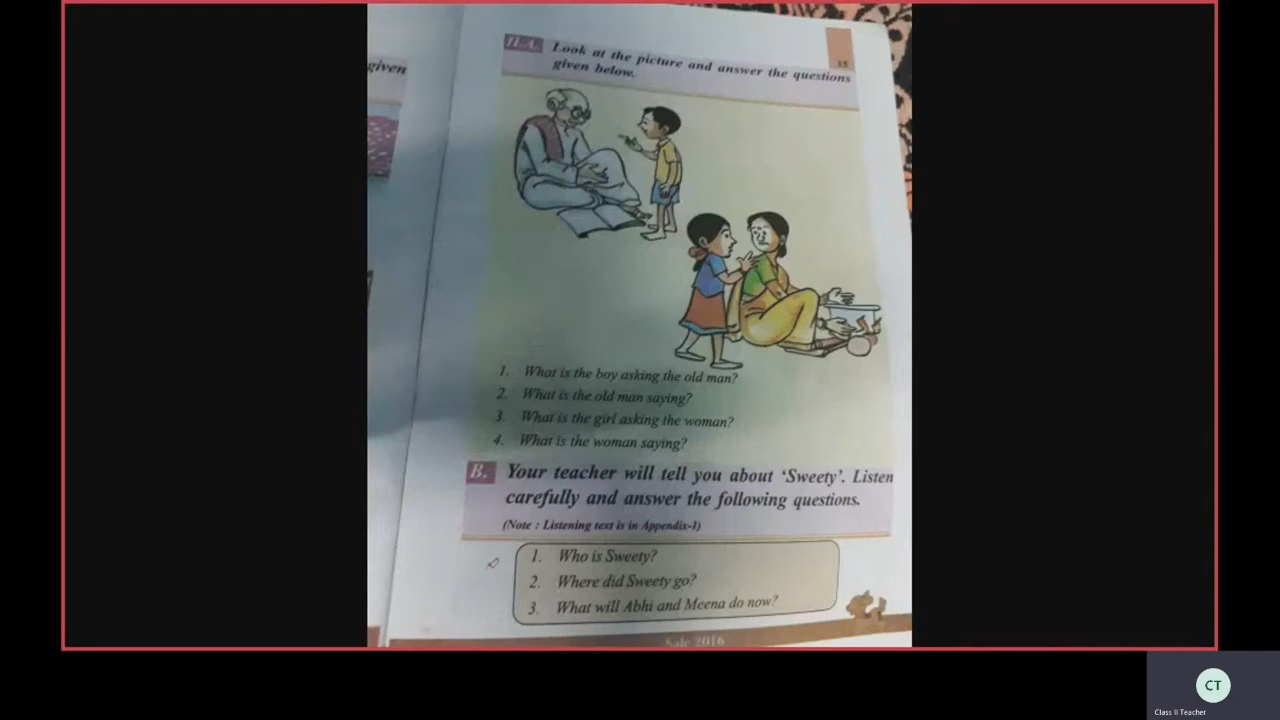 given
II-A. Look at the picture and answer the questions
given below.
15
1. What is the boy asking the old man?
2. What is the old man saying?
3. What is the girl asking the woman?
4. What is the woman saying?
B. Your teacher will tell you about ‘Sweety’. Listen
carefully and answer the following questions.
(Note : Listening text is in Appendix-I)
1. Who is Sweety?
2. Where did Sweety go?
3. What will Abhi and Meena do now?
2016
CT
Class II Teacher